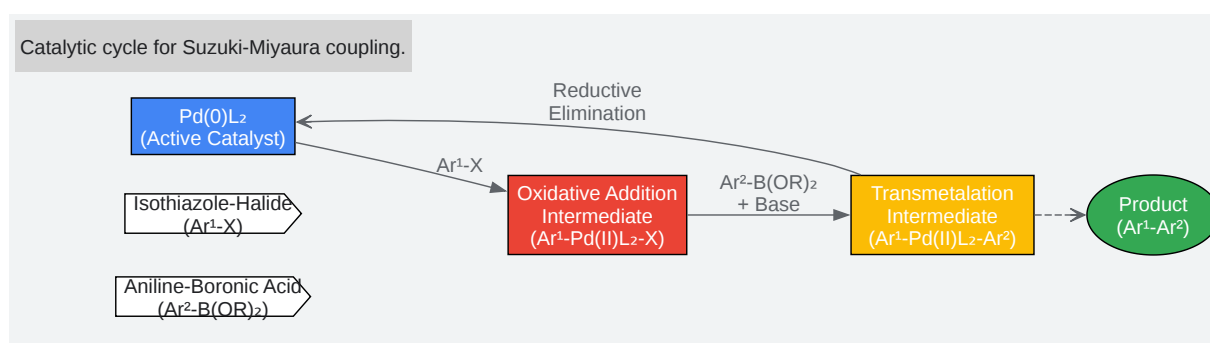 Catalytic cycle for Suzuki-Miyaura coupling.
Reductive
Elimination
Pd(0)L₂
(Active Catalyst)
Ar¹-X
Isothiazole-Halide
(Ar¹-X)
Oxidative Addition
Intermediate
(Ar¹-Pd(II)L₂-X)
Ar²-B(OR)₂
+ Base
Transmetalation
Intermediate
(Ar¹-Pd(II)L₂-Ar²)
Product
(Ar¹-Ar²)
Aniline-Boronic Acid
(Ar²-B(OR)₂)